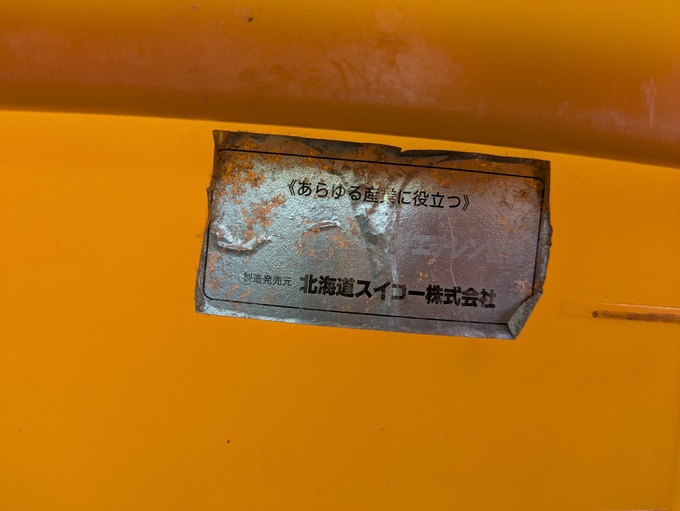 《あらゆる産業に役立つ》
製造発売元 北海道スイコー株式会社